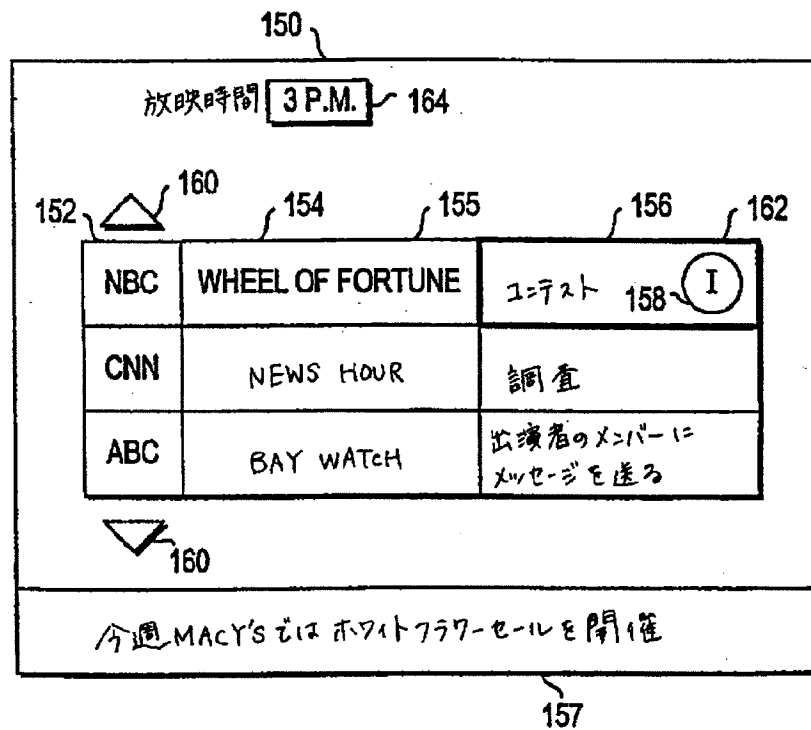 150
放映時間 3 P.M. 164
160
152 154 155 156 162
NBC WHEEL OF FORTUNE コンテスト 158 I
CNN NEWS HOUR 調査
ABC BAY WATCH 出演者のメンバーに
メッセージを送る
160
今週MACY'Sではホワイトフラワーセールを開催
157